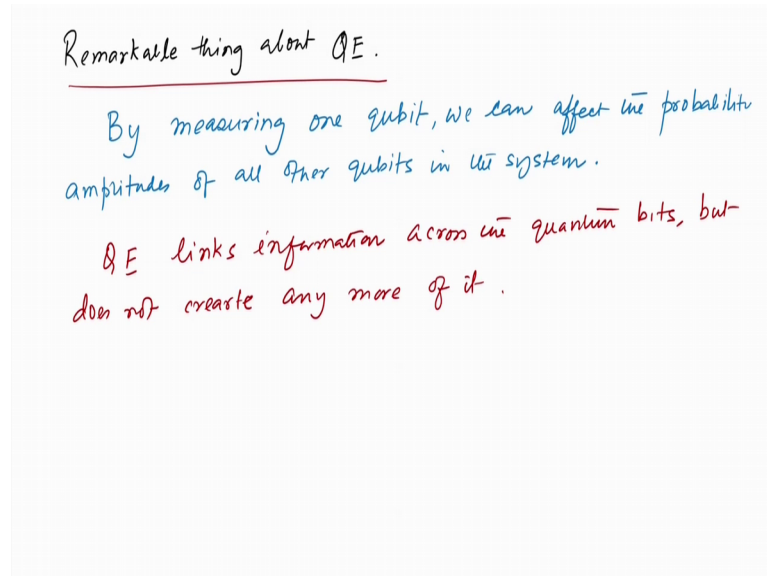 Remarkable thing about QE.
By measuring one qubit, we can affect the probability
amplitudes of all other qubits in the system.
QE links information across the quantum bits, but
does not crearte any more of it.